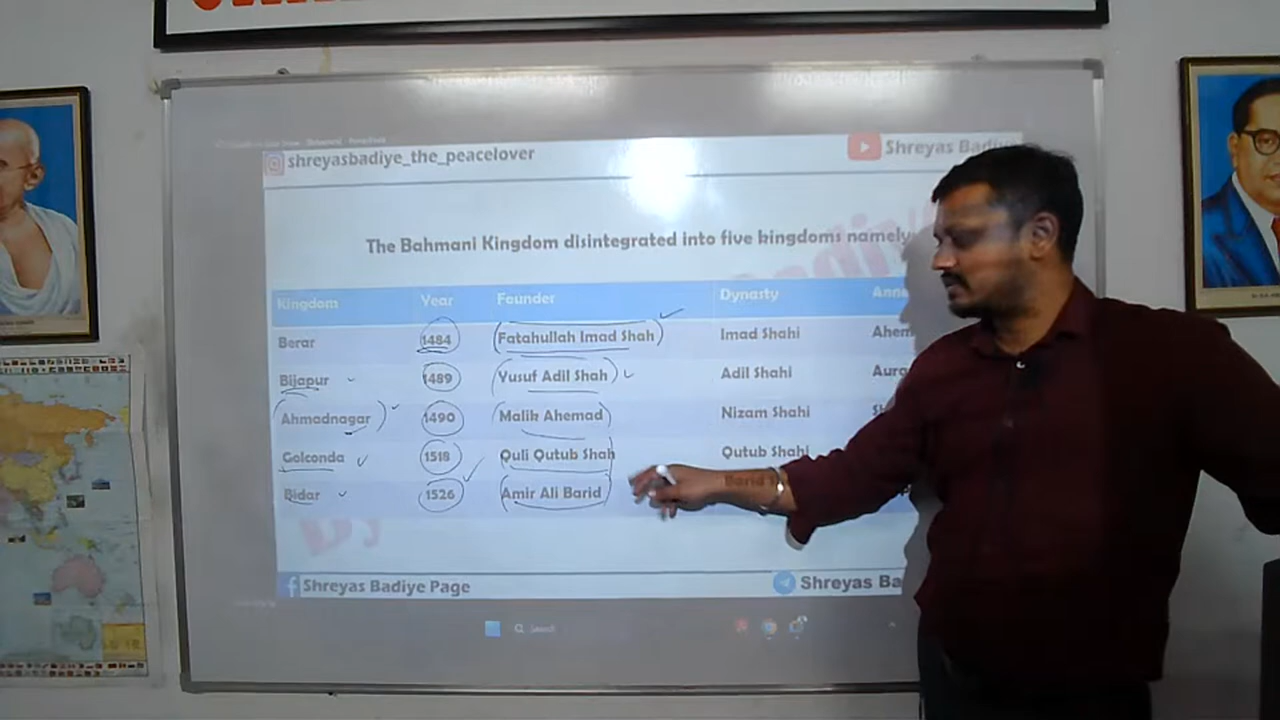 shreyasbadiye_the_peacelover
Shreyas
The Bahmani Kingdom disintegrated into five kingdoms namely
Kingdom Year Founder Dynasty
Berar 1484 Fatahullah Imad Shah Imad Shahi
Bijapur 1489 Yusuf Adil Shah Adil Shahi
Ahmadnagar 1490 Malik Ahemad Nizam Shahi
Golconda 1518 Quli Qutub Shah Qutub Shahi
Bidar 1526 Amir Ali Barid Barid
Shreyas Badiye Page Shreyas
Search